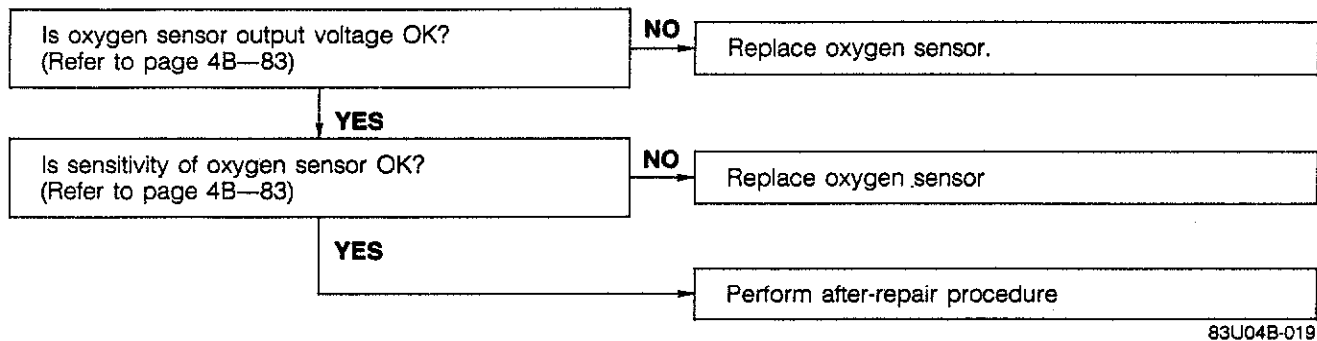 Is oxygen sensor output voltage OK?
(Refer to page 4B—83)
NO
Replace oxygen sensor.
YES
Is sensitivity of oxygen sensor OK?
(Refer to page 4B—83)
NO
Replace oxygen sensor
YES
Perform after-repair procedure
83U04B-019